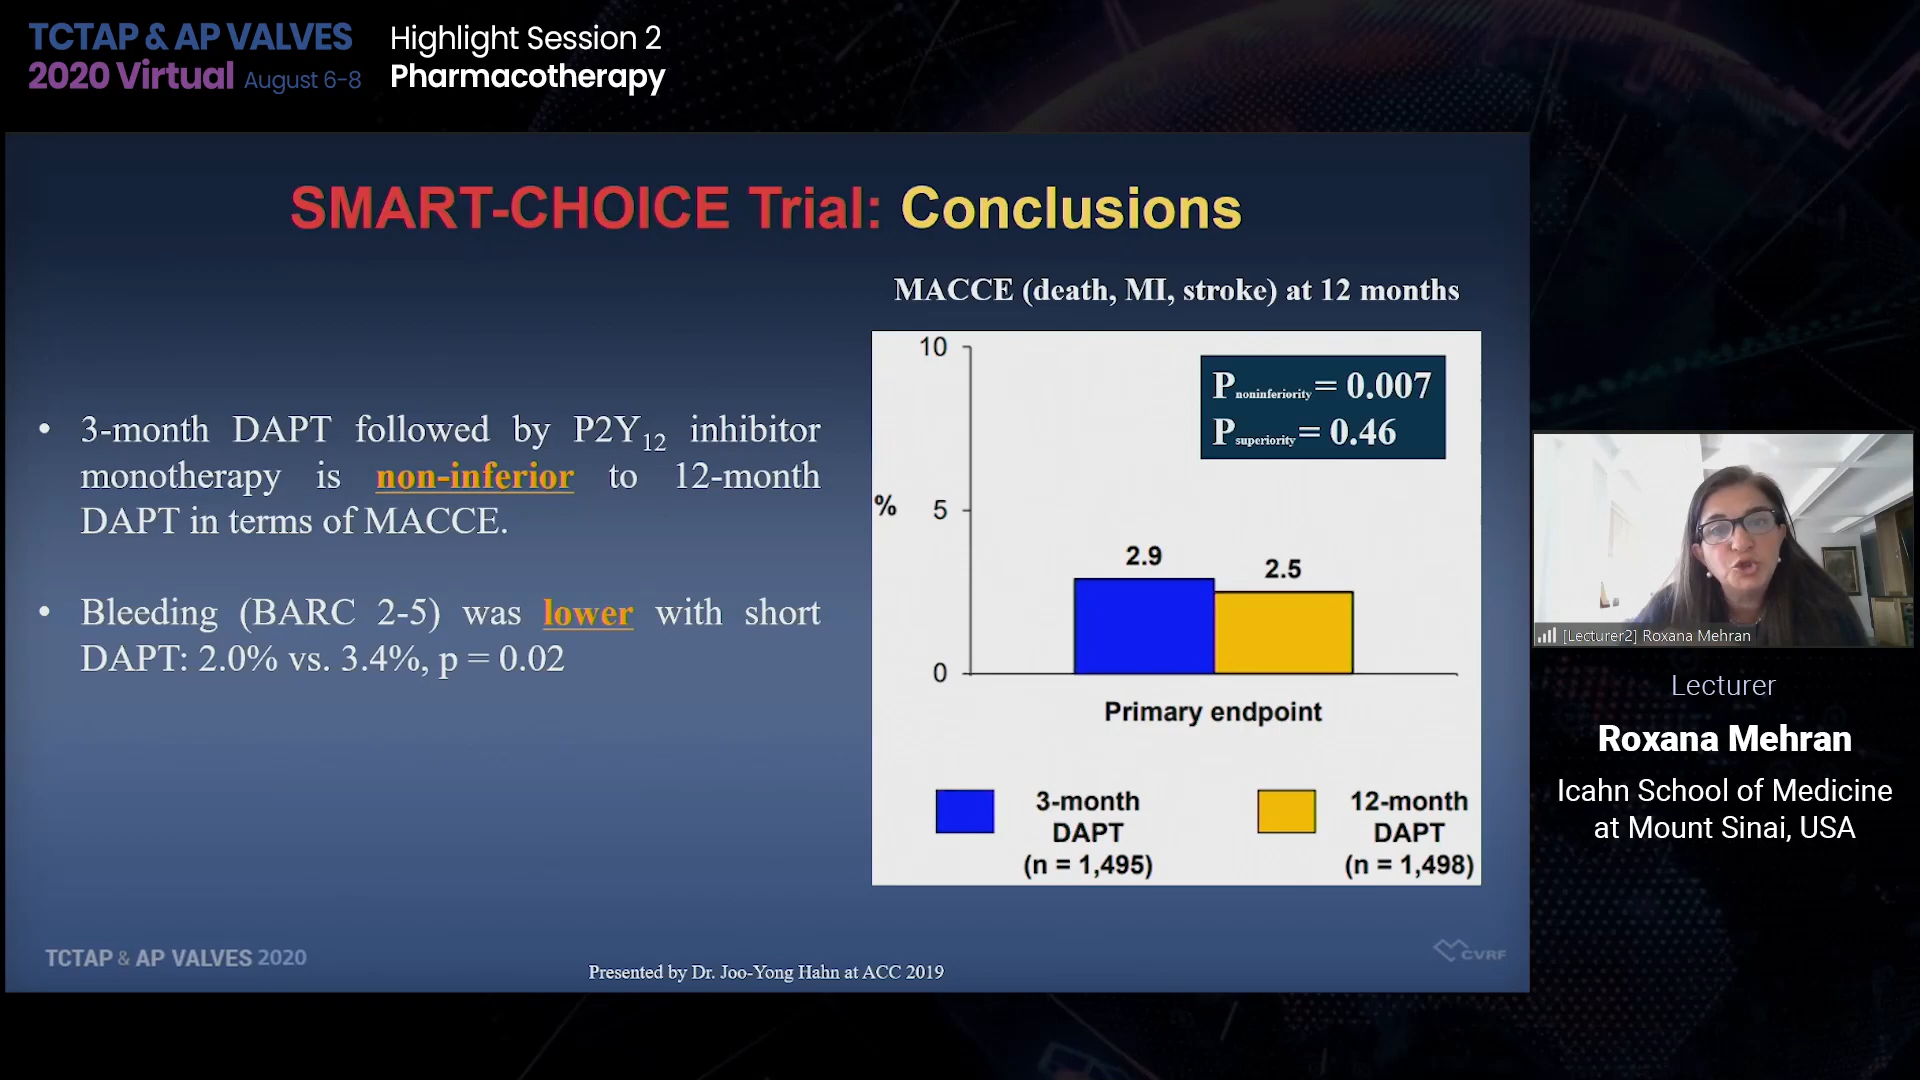 TCTAP & AP VALVES
2020 Virtual August 6-8
Highlight Session 2
Pharmacotherapy
SMART-CHOICE Trial: Conclusions
• 3-month DAPT followed by P2Y12 inhibitor
monotherapy is non-inferior to 12-month
DAPT in terms of MACCE.
• Bleeding (BARC 2-5) was lower with short
DAPT: 2.0% vs. 3.4%, p = 0.02
MACCE (death, MI, stroke) at 12 months
10
Pnoninferiority = 0.007
Psuperiority = 0.46
% 5
2.9
2.5
0
Primary endpoint
3-month
DAPT
(n = 1,495)
12-month
DAPT
(n = 1,498)
TCTAP & AP VALVES 2020
Presented by Dr. Joo-Yong Hahn at ACC 2019
CVRF
[Lecturer2] Roxana Mehran
Lecturer
Roxana Mehran
Icahn School of Medicine
at Mount Sinai, USA